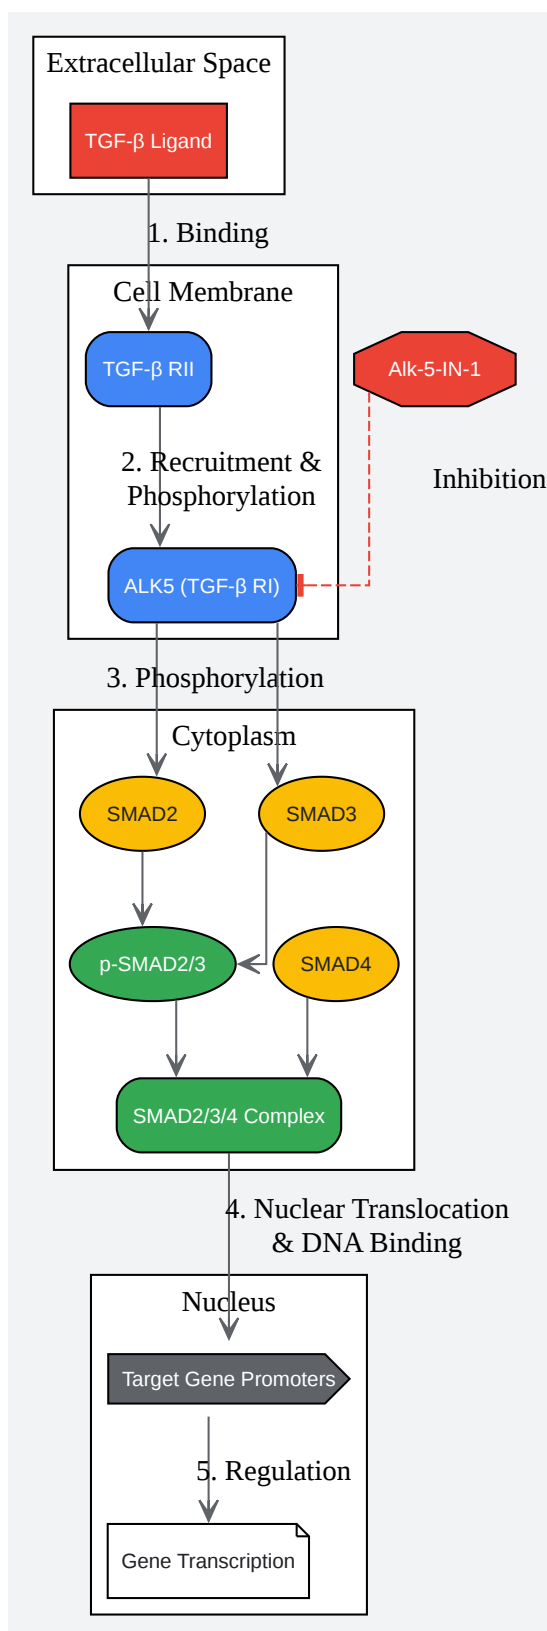 Extracellular Space
TGF-β Ligand
1. Binding
Cell Membrane
TGF-β RII
Alk-5-IN-1
2. Recruitment &
Phosphorylation
Inhibition
ALK5 (TGF-β RI)
3. Phosphorylation
Cytoplasm
SMAD2
SMAD3
p-SMAD2/3
SMAD4
SMAD2/3/4 Complex
4. Nuclear Translocation
& DNA Binding
Nucleus
Target Gene Promoters
5. Regulation
Gene Transcription